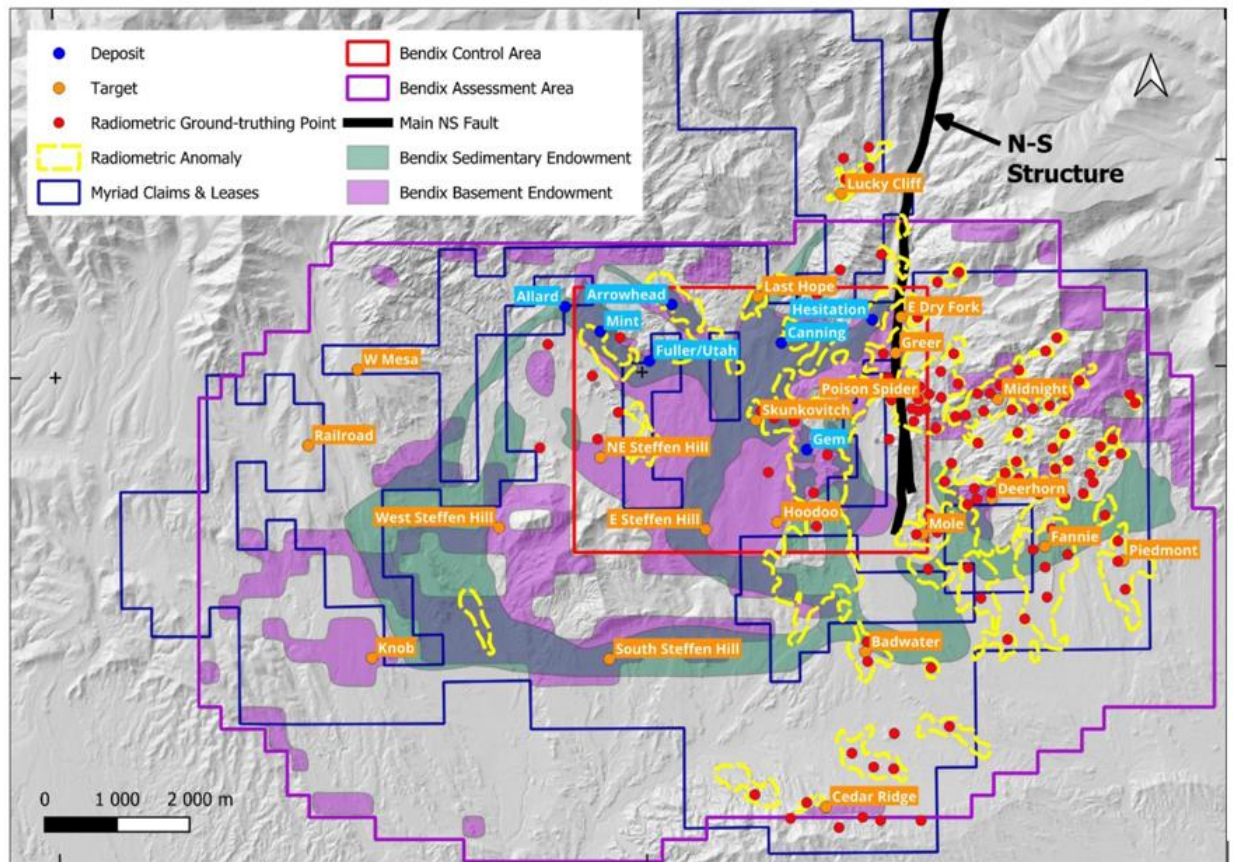 Deposit
Target
Radiometric Ground-truthing Point
Radiometric Anomaly
Myriad Claims & Leases
Bendix Control Area
Bendix Assessment Area
Main NS Fault
Bendix Sedimentary Endowment
Bendix Basement Endowment
N-S
Structure
Lucky Cliff
Last Hope
Allard
Arrowhead
Hesitation
E Dry Fork
Mint
Canning
Greer
Fuller/Utah
W Mesa
Poison Spider
Midnight
Skunkovitch
Railroad
NE Steffen Hill
Gem
Deerhorn
West Steffen Hill
E Steffen Hill
Hoodoo
Mole
Fannie
Piedmont
Knob
South Steffen Hill
Badwater
Cedar Ridge
0 1 000 2 000 m